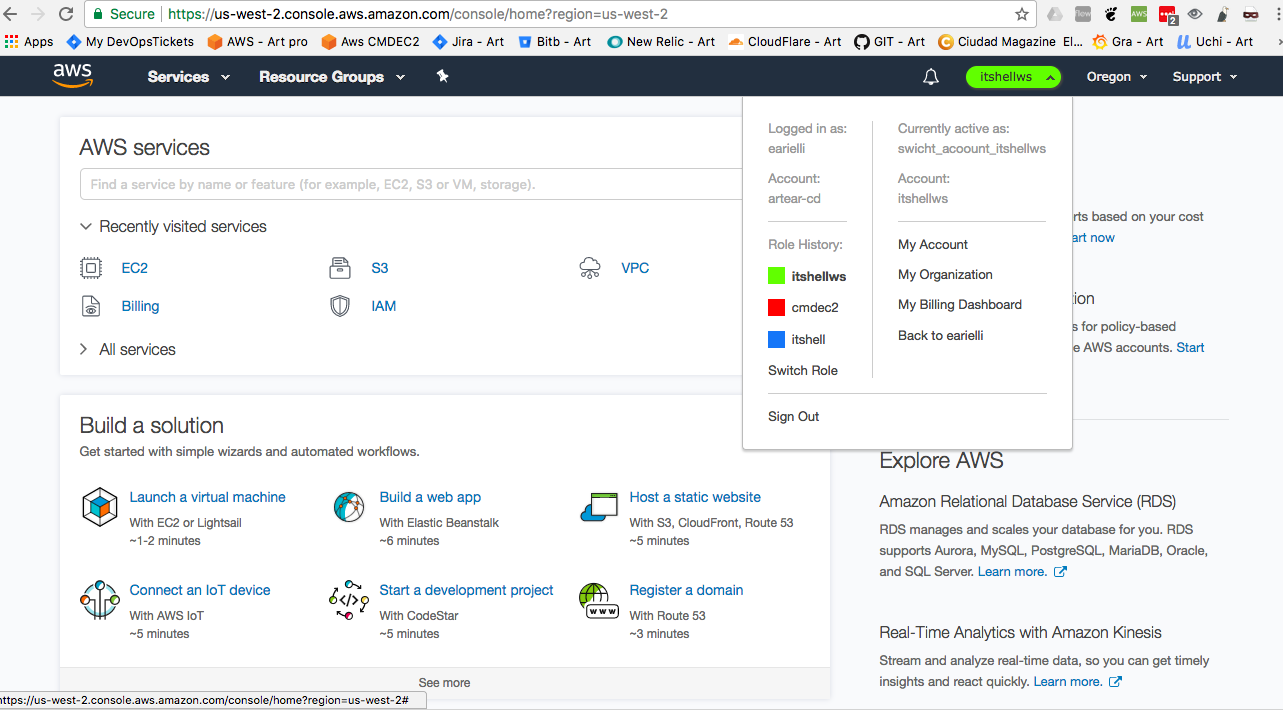 Secure https://us-west-2.console.aws.amazon.com/console/home?region=us-west-2
AWS 2
Apps My DevOpsTickets AWS - Art pro Aws CMDEC2 Jira - Art Bitb - Art New Relic - Art CloudFlare - Art GIT - Art Ciudad Magazine El... Gra - Art Uchi - Art
aws Services Resource Groups itshellws Oregon Support
AWS services
Find a service by name or feature (for example, EC2, S3 or VM, storage).
Recently visited services
EC2 S3 VPC
Billing IAM
All services
Logged in as:
earielli
Account:
artear-cd
Role History:
itshellws
cmdec2
itshell
Switch Role
Currently active as:
swicht_acoount_itshellws
Account:
itshellws
My Account
My Organization
My Billing Dashboard
Back to earielli
Sign Out
rts based on your cost
art now
tion
s for policy-based
e AWS accounts. Start
Build a solution
Get started with simple wizards and automated workflows.
Launch a virtual machine
With EC2 or Lightsail
~1-2 minutes
Build a web app
With Elastic Beanstalk
~6 minutes
Host a static website
With S3, CloudFront, Route 53
~5 minutes
Connect an IoT device
With AWS IoT
~5 minutes
Start a development project
With CodeStar
~5 minutes
www
Register a domain
With Route 53
~3 minutes
See more
Explore AWS
Amazon Relational Database Service (RDS)
RDS manages and scales your database for you. RDS
supports Aurora, MySQL, PostgreSQL, MariaDB, Oracle,
and SQL Server. Learn more.
Real-Time Analytics with Amazon Kinesis
Stream and analyze real-time data, so you can get timely
insights and react quickly. Learn more.
https://us-west-2.console.aws.amazon.com/console/home?region=us-west-2#